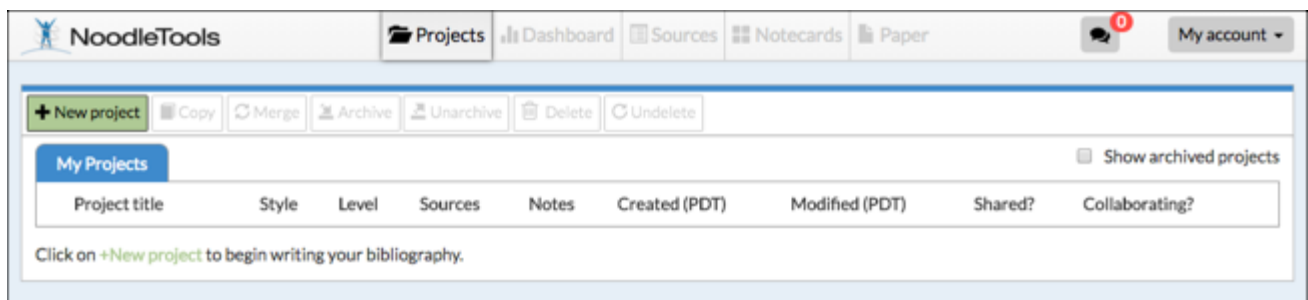 NoodleTools Projects Dashboard Sources Notecards Paper 0 My account
+ New project Copy Merge Archive Unarchive Delete Undelete
My Projects Show archived projects
Project title Style Level Sources Notes Created (PDT) Modified (PDT) Shared? Collaborating?
Click on +New project to begin writing your bibliography.